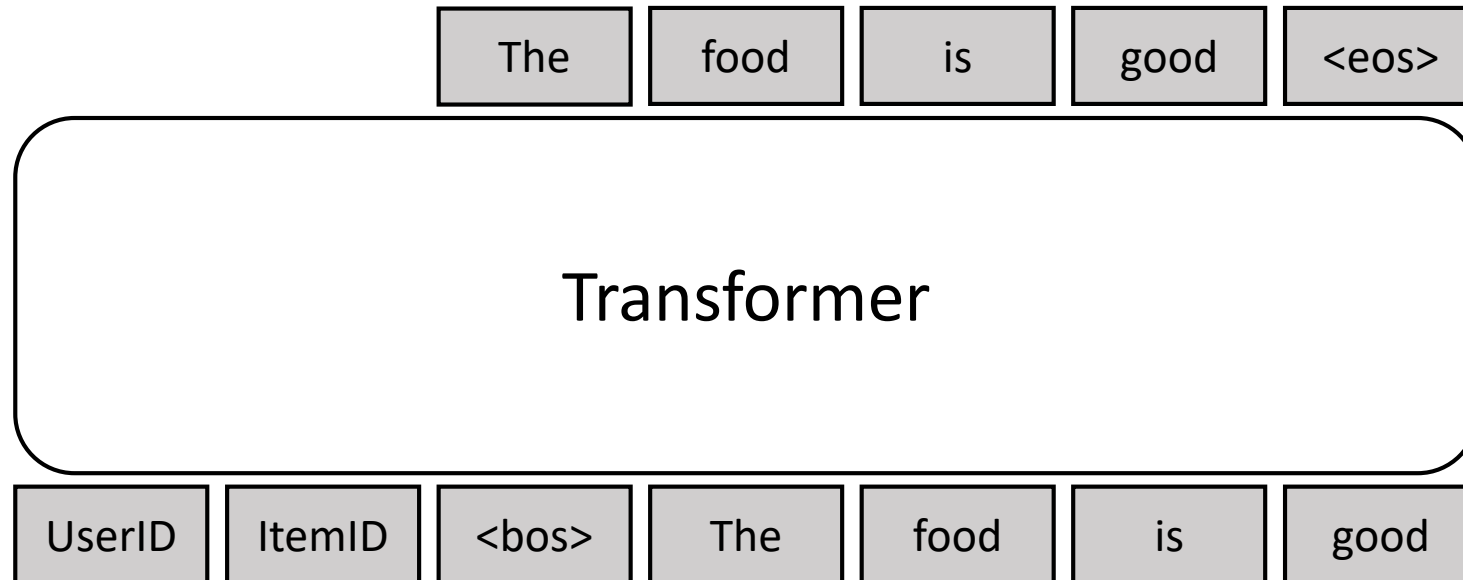 The food is good <eos>
Transformer
UserID ItemID <bos> The food is good